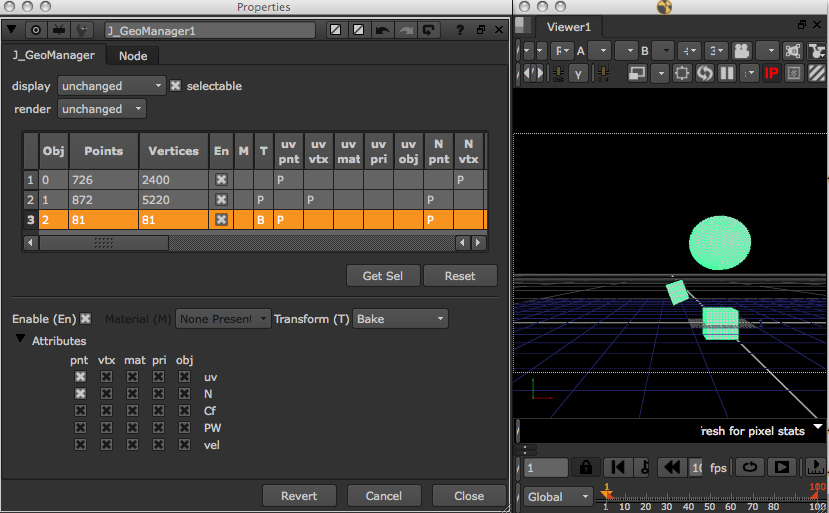 Properties
J_GeoManager1
J_GeoManager Node
display unchanged selectable
render unchanged
Obj Points Vertices En M T uv pnt uv vtx uv mat uv pri uv obj N pnt N vtx
1 0 726 2400 P P
2 1 872 5220 P P P
3 2 81 81 B P P
Get Sel Reset
Enable (En) Material (M) None Present Transform (T) Bake
Attributes
pnt vtx mat pri obj
uv
N
Cf
PW
vel
Revert Cancel Close
Viewer1
A B 3
γ IP
fresh for pixel stats
1 fps
Global 1 100
1 10 20 30 40 50 60 70 80 100